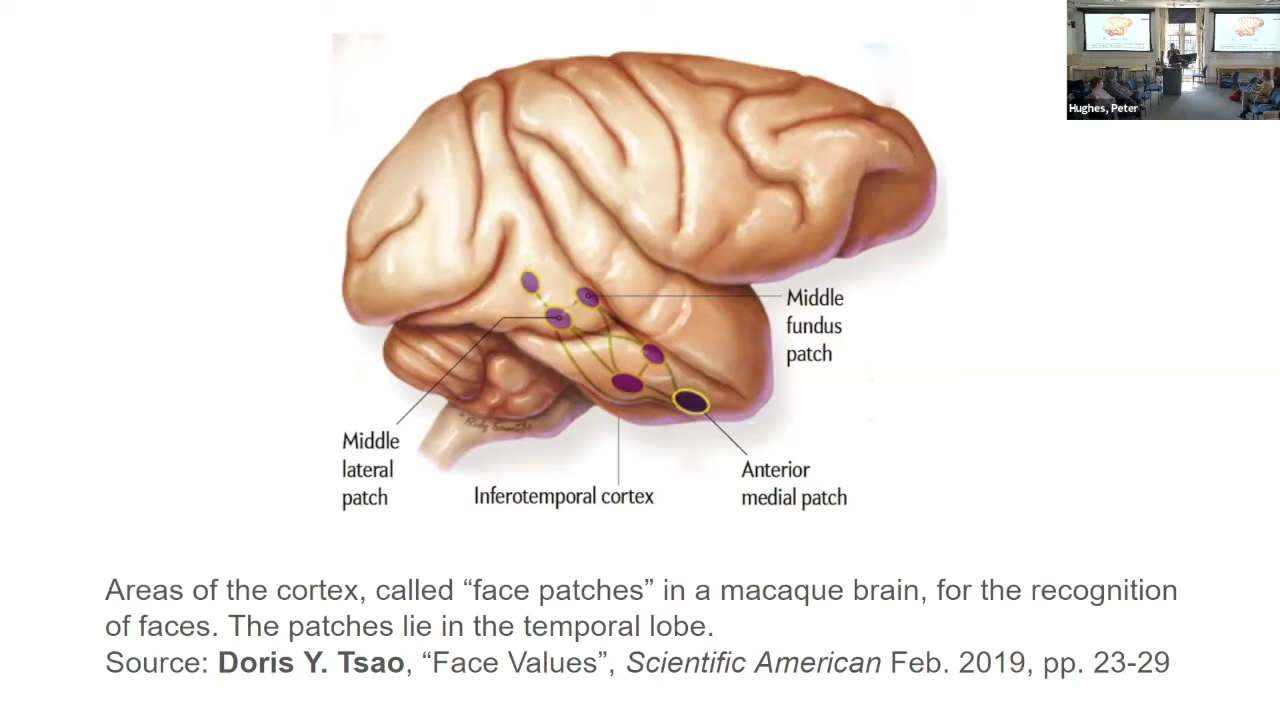 Hughes, Peter
Middle
fundus
patch
Middle
lateral
patch
Inferotemporal cortex
Anterior
medial patch
Areas of the cortex, called “face patches” in a macaque brain, for the recognition
of faces. The patches lie in the temporal lobe.
Source: Doris Y. Tsao, “Face Values”, Scientific American Feb. 2019, pp. 23-29